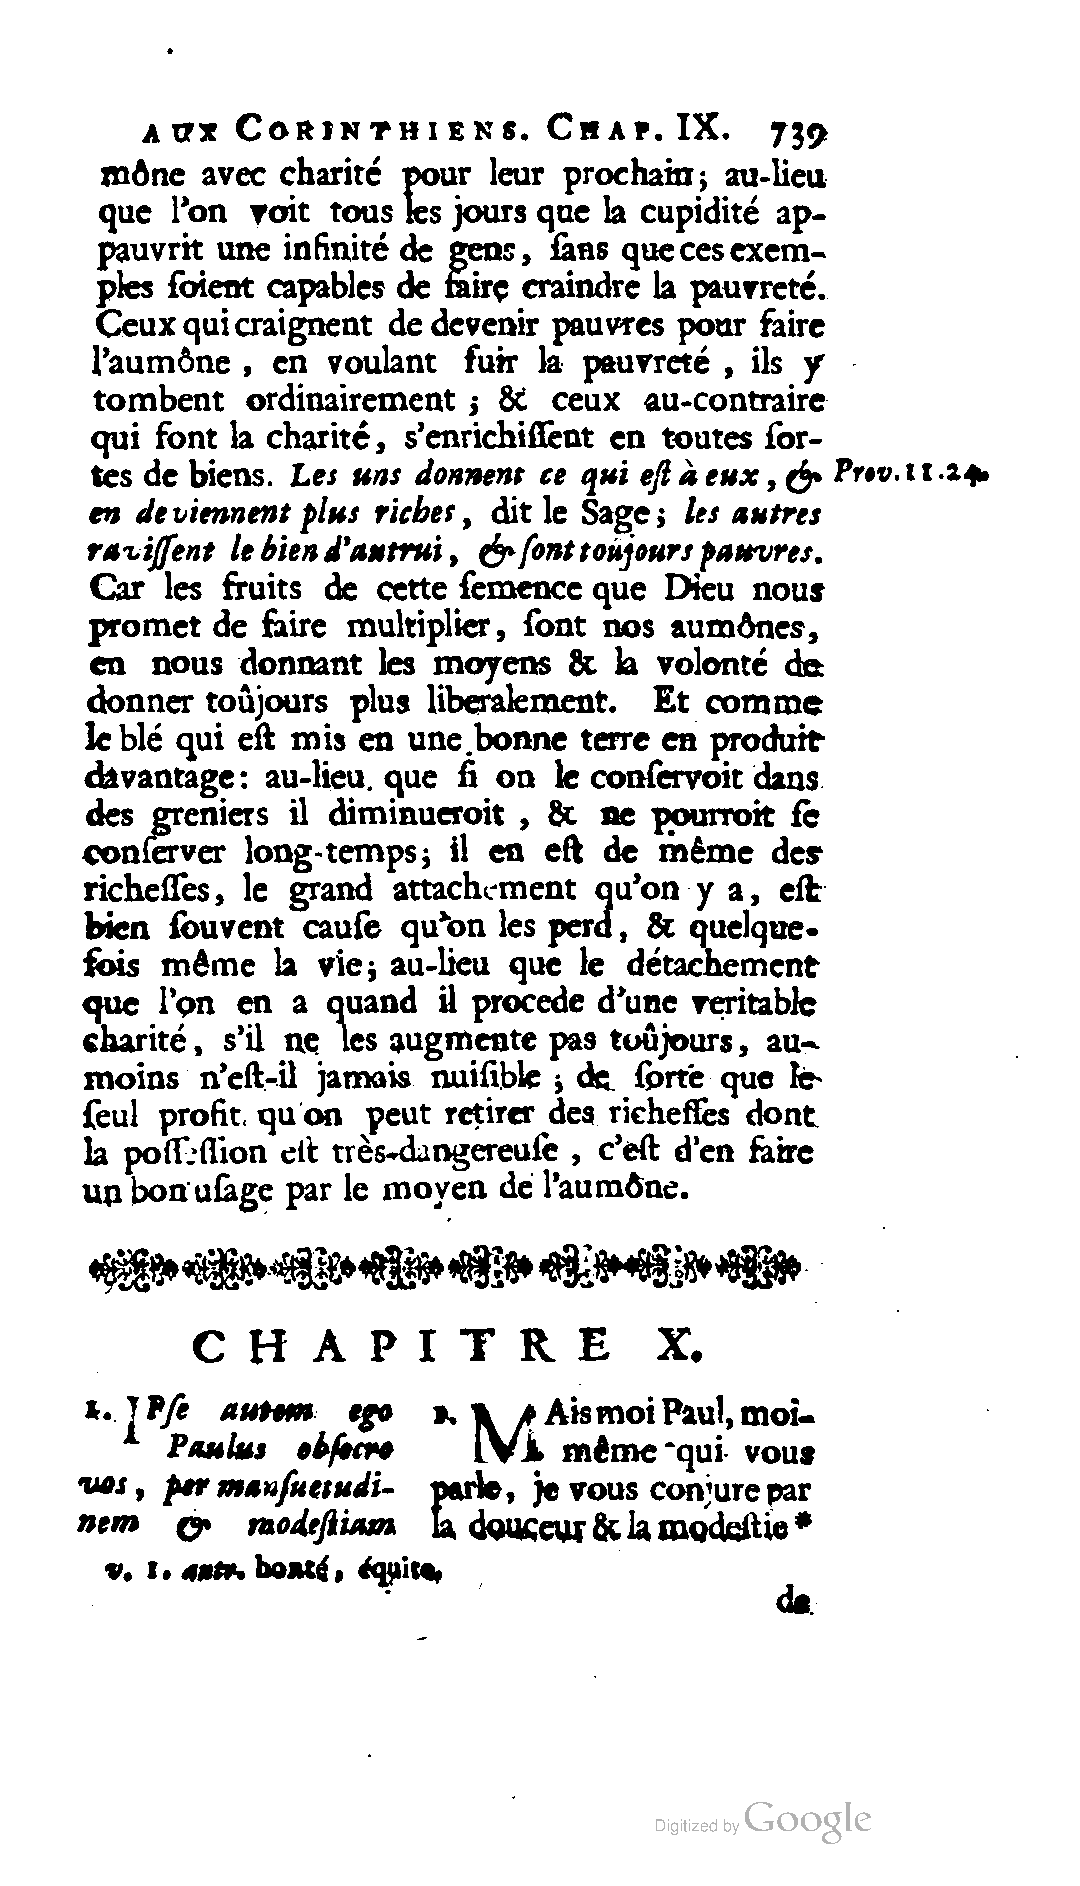 AUX CORINTHIENS. CHAP. IX. 739
mône avec charité pour leur prochain; au-lieu
que l'on voit tous les jours que la cupidité ap-
pauvrit une infinité de gens, ſans que ces exem-
ples ſoient capables de faire craindre la pauvreté.
Ceux qui craignent de devenir pauvres pour faire
l'aumône, en voulant fuir la pauvreté, ils y
tombent ordinairement; & ceux au-contraire
qui font la charité, s'enrichiſſent en toutes ſor-
tes de biens. Les uns donnent ce qui eſt à eux, & Prov. 11.24.
en deviennent plus riches, dit le Sage; les autres
raviſſent le bien d'autrui, & ſont toûjours pauvres.
Car les fruits de cette ſemence que Dieu nous
promet de faire multiplier, ſont nos aumônes,
en nous donnant les moyens & la volonté de
donner toûjours plus liberalement. Et comme
le blé qui eſt mis en une bonne terre en produit
davantage: au-lieu que ſi on le conſervoit dans
des greniers il diminueroit, & ne pourroit ſe
conſerver long-temps; il en eſt de même des
richeſſes, le grand attachement qu'on y a, eſt
bien ſouvent cauſe qu'on les perd, & quelque-
fois même la vie; au-lieu que le détachement
que l'on en a quand il procede d'une veritable
charité, s'il ne les augmente pas toûjours, au-
moins n'eſt-il jamais nuiſible; de ſorte que le
ſeul profit qu'on peut retirer des richeſſes dont
la poſſeſſion eſt très-dangereuſe, c'eſt d'en faire
un bon uſage par le moyen de l'aumône.
CHAPITRE X.
1. IPſe autem ego
Paulus obſecro
vos, per manſuetudi-
nem & modeſtiam
1. MAis moi Paul, moi-
même qui vous
parle, je vous conjure par
la douceur & la modeſtie *
v. 1. autr. bonté, équité,
de
Digitized by Google